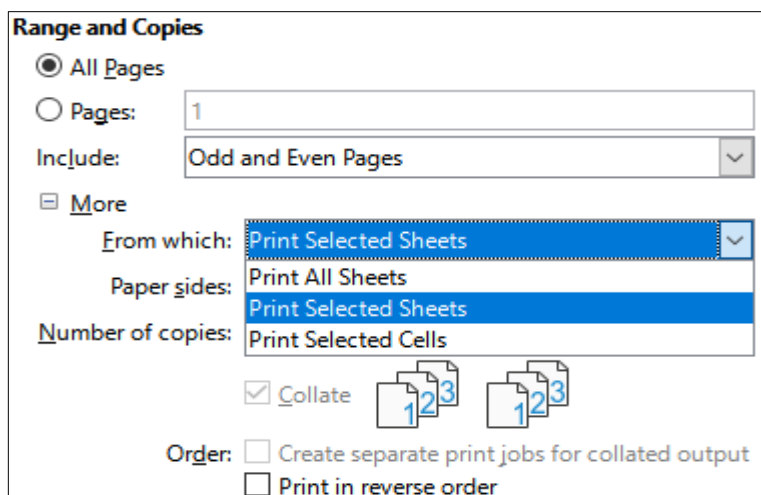 Range and Copies
All Pages
Pages: 1
Include: Odd and Even Pages
More
From which: Print Selected Sheets
Print All Sheets
Paper sides:
Print Selected Sheets
Number of copies: Print Selected Cells
Collate 1 2 3 1 2 3
Order: Create separate print jobs for collated output
Print in reverse order